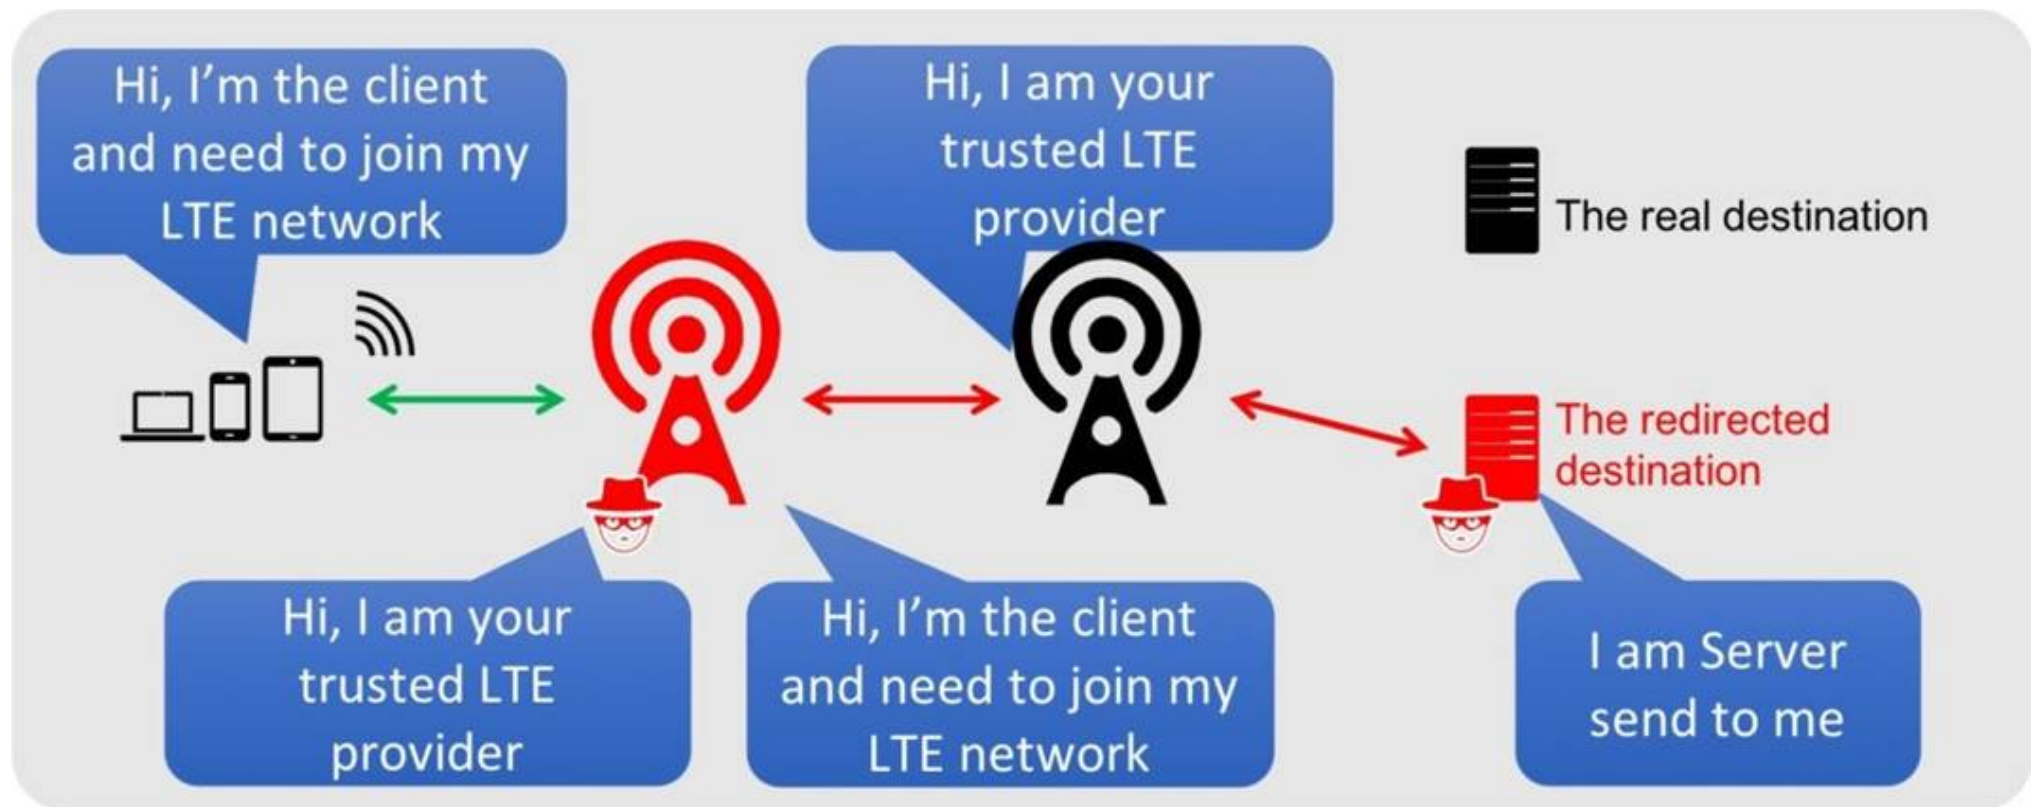 Hi, I’m the client
and need to join my
LTE network
Hi, I am your
trusted LTE
provider
The real destination
The redirected
destination
Hi, I am your
trusted LTE
provider
Hi, I’m the client
and need to join my
LTE network
I am Server
send to me